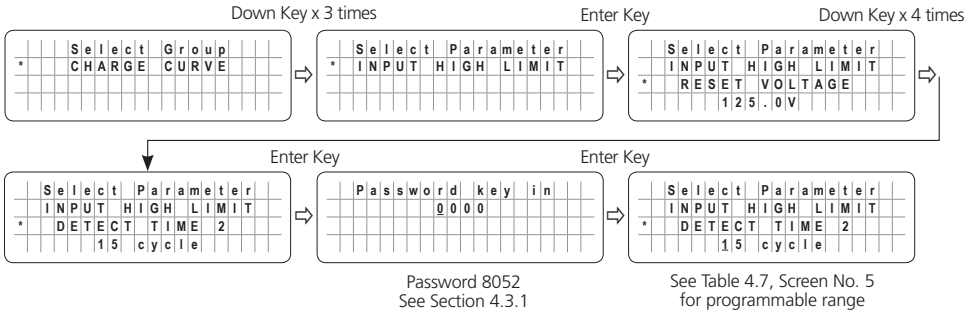 Down Key x 3 times
Enter Key
Down Key x 4 times
Select Group
* CHARGE CURVE
Select Parameter
* INPUT HIGH LIMIT
Select Parameter
INPUT HIGH LIMIT
* RESET VOLTAGE
125.0V
Enter Key
Enter Key
Select Parameter
INPUT HIGH LIMIT
* DETECT TIME 2
15 cycle
Password key in
0000
Select Parameter
INPUT HIGH LIMIT
* DETECT TIME 2
15 cycle
Password 8052
See Section 4.3.1
See Table 4.7, Screen No. 5
for programmable range